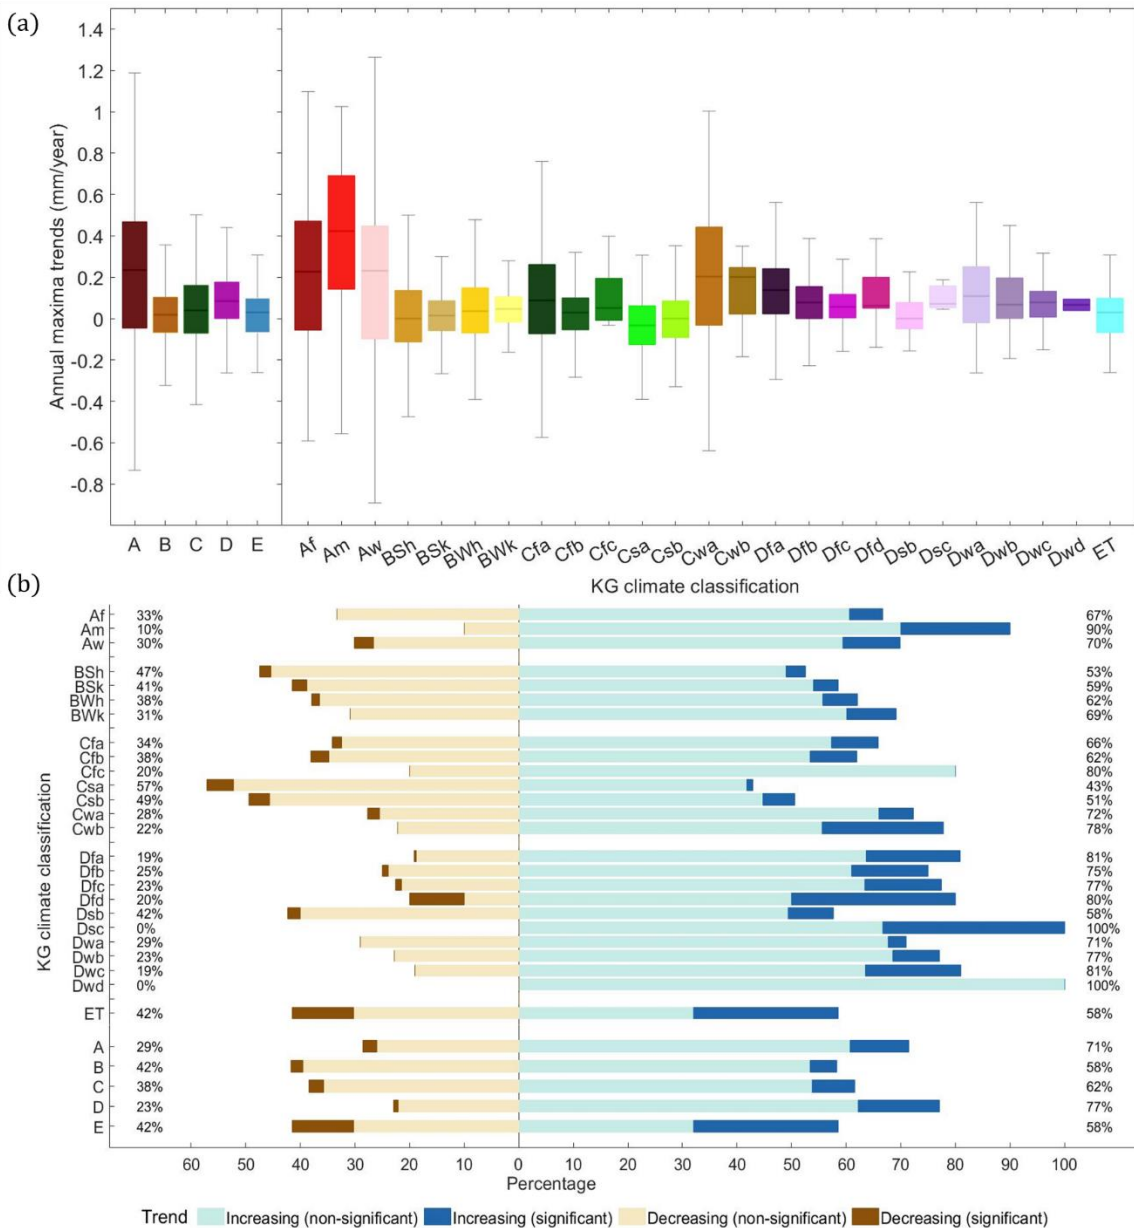 (a)
1.4
1.2
1
0.8
0.6
0.4
0.2
0
-0.2
-0.4
-0.6
-0.8
Annual maxima trends (mm/year)
A B C D E Af Am Aw BSh BSk BWh BWk Cfa Cfb Cfc Csa Csb Cwa Cwb Dfa Dfb Dfc Dfd Dsb Dsc Dwa Dwb Dwc Dwd ET
KG climate classification
(b)
KG climate classification
Af 33% 67%
Am 10% 90%
Aw 30% 70%
BSh 47% 53%
BSk 41% 59%
BWh 38% 62%
BWk 31% 69%
Cfa 34% 66%
Cfb 38% 62%
Cfc 20% 80%
Csa 57% 43%
Csb 49% 51%
Cwa 28% 72%
Cwb 22% 78%
Dfa 19% 81%
Dfb 25% 75%
Dfc 23% 77%
Dfd 20% 80%
Dsb 42% 58%
Dsc 0% 100%
Dwa 29% 71%
Dwb 23% 77%
Dwc 19% 81%
Dwd 0% 100%
ET 42% 58%
A 29% 71%
B 42% 58%
C 38% 62%
D 23% 77%
E 42% 58%
60 50 40 30 20 10 0 10 20 30 40 50 60 70 80 90 100
Percentage
Trend Increasing (non-significant) Increasing (significant) Decreasing (non-significant) Decreasing (significant)